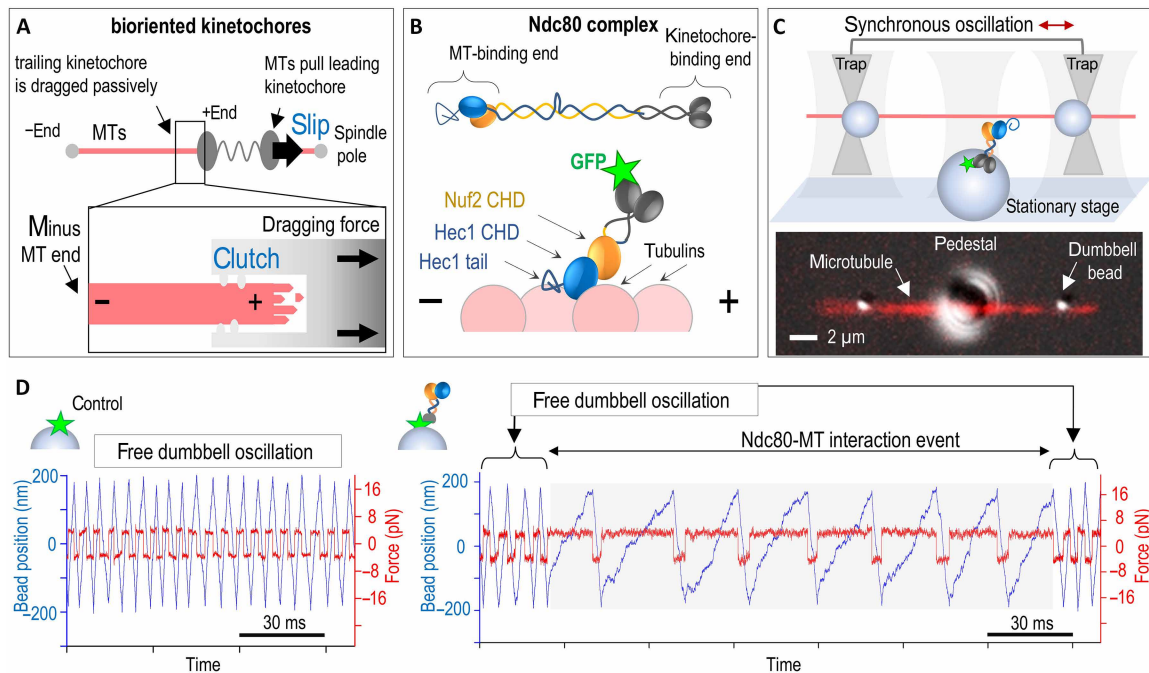 A
bioriented kinetochores
trailing kinetochore
is dragged passively
MTs pull leading
kinetochore
+End
Slip
−End
MTs
Spindle
pole
Minus
MT end
Dragging force
Clutch
−
+
B
Ndc80 complex
MT-binding end
Kinetochore-
binding end
GFP
Nuf2 CHD
Hec1 CHD
Hec1 tail
Tubulins
−
+
C
Synchronous oscillation
Trap
Trap
Stationary stage
Pedestal
Microtubule
Dumbbell
bead
2 µm
D
Control
Free dumbbell oscillation
Bead position (nm)
200
100
0
−100
−200
16
8
0
−8
−16
Force (pN)
30 ms
Time
Free dumbbell oscillation
Ndc80-MT interaction event
Bead position (nm)
200
100
0
−100
−200
16
8
0
−8
−16
Force (pN)
30 ms
Time